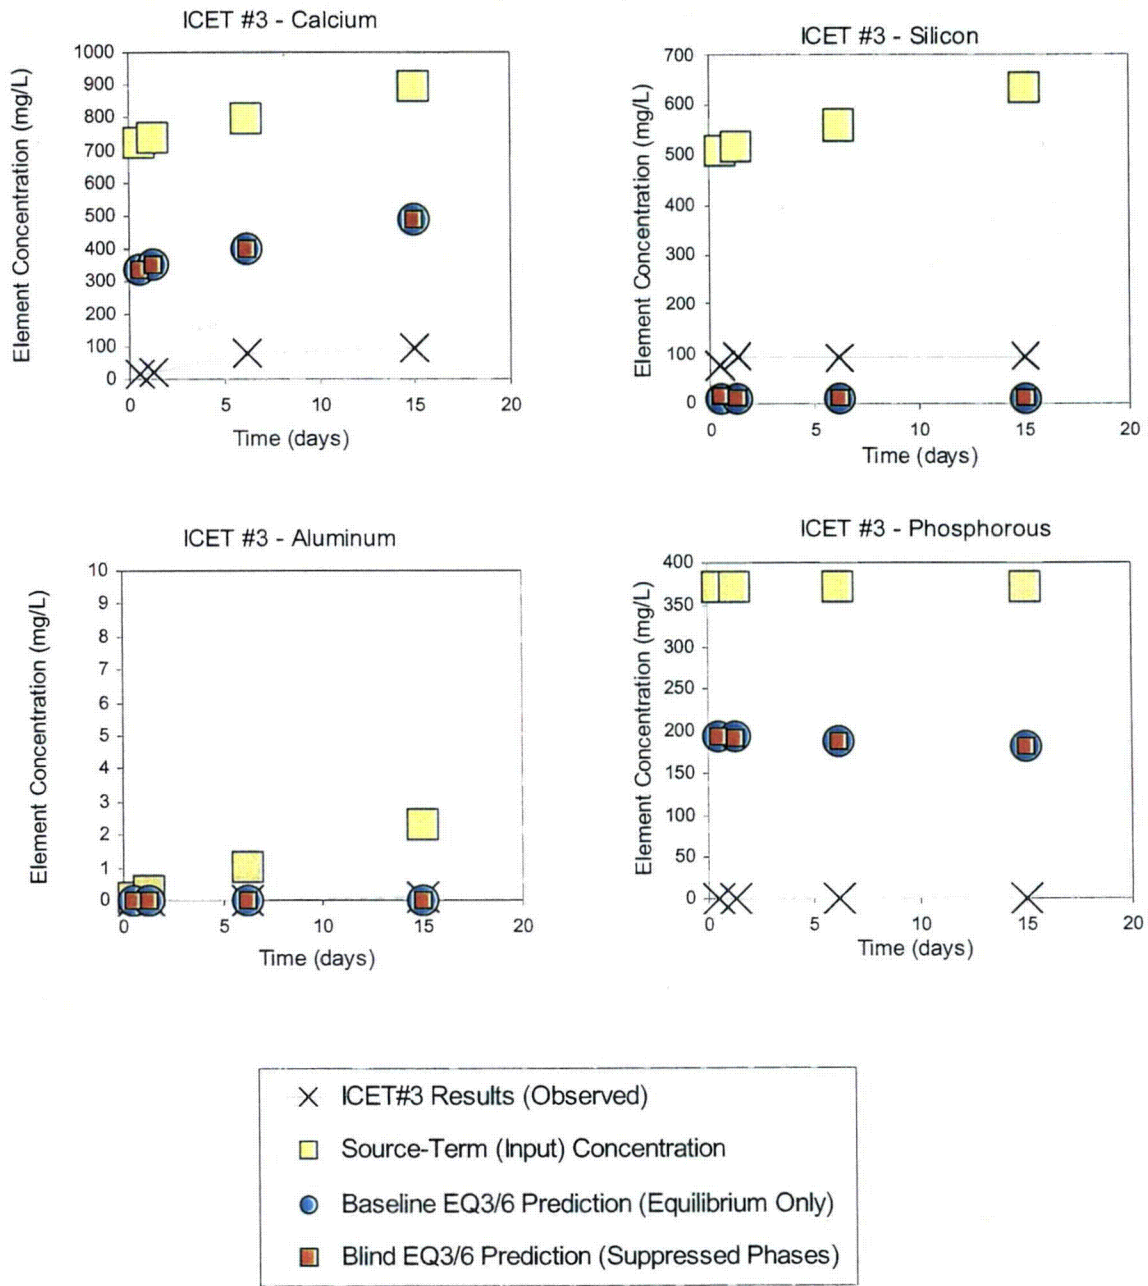 ICET #3 - Calcium
Element Concentration (mg/L)
1000
900
800
700
600
500
400
300
200
100
0
0 5 10 15 20
Time (days)
ICET #3 - Silicon
Element Concentration (mg/L)
700
600
500
400
300
200
100
0
0 5 10 15 20
Time (days)
ICET #3 - Aluminum
Element Concentration (mg/L)
10
9
8
7
6
5
4
3
2
1
0
0 5 10 15 20
Time (days)
ICET #3 - Phosphorous
Element Concentration (mg/L)
400
350
300
250
200
150
100
50
0
0 5 10 15 20
Time (days)
ICET#3 Results (Observed)
Source-Term (Input) Concentration
Baseline EQ3/6 Prediction (Equilibrium Only)
Blind EQ3/6 Prediction (Suppressed Phases)